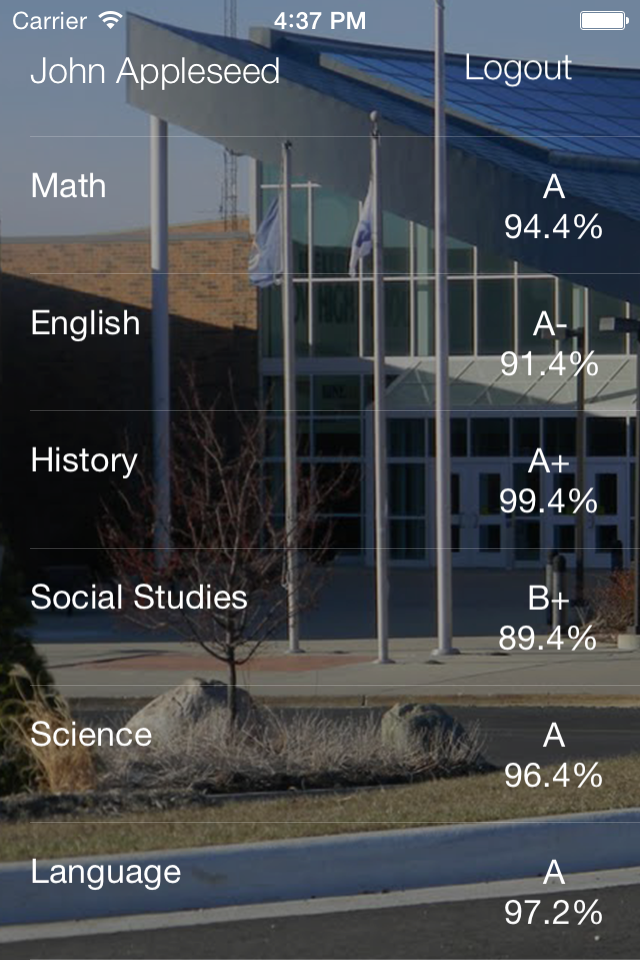 Carrier 4:37 PM
John Appleseed Logout
Math A
94.4%
English A-
91.4%
History A+
99.4%
Social Studies B+
89.4%
Science A
96.4%
Language A
97.2%